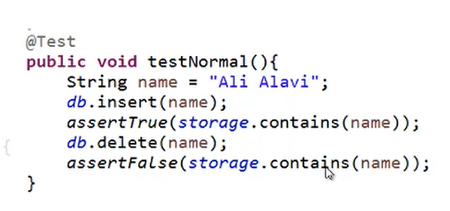 @Test
public void testNormal(){
    String name = "Ali Alavi";
    db.insert(name);
    assertTrue(storage.contains(name));
    db.delete(name);
    assertFalse(storage.contains(name));
}